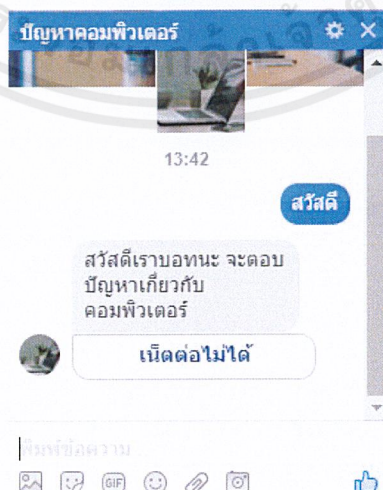 ปัญหาคอมพิวเตอร์
13:42
สวัสดี
สวัสดีเราบอทนะ จะตอบ
ปัญหาเกี่ยวกับ
คอมพิวเตอร์
เน็ตต่อไม่ได้
พิมพ์ข้อความ...
GIF